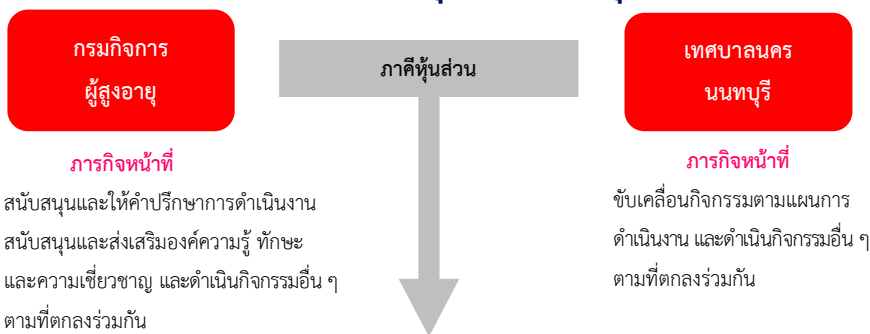 กรมกิจการ
ผู้สูงอายุ
ภาคีหุ้นส่วน
เทศบาลนคร
นนทบุรี
ภารกิจหน้าที่
สนับสนุนและให้คำปรึกษาการดำเนินงาน
สนับสนุนและส่งเสริมองค์ความรู้ ทักษะ
และความเชี่ยวชาญ และดำเนินกิจกรรมอื่น ๆ
ตามที่ตกลงร่วมกัน
ภารกิจหน้าที่
ขับเคลื่อนกิจกรรมตามแผนการ
ดำเนินงาน และดำเนินกิจกรรมอื่น ๆ
ตามที่ตกลงร่วมกัน